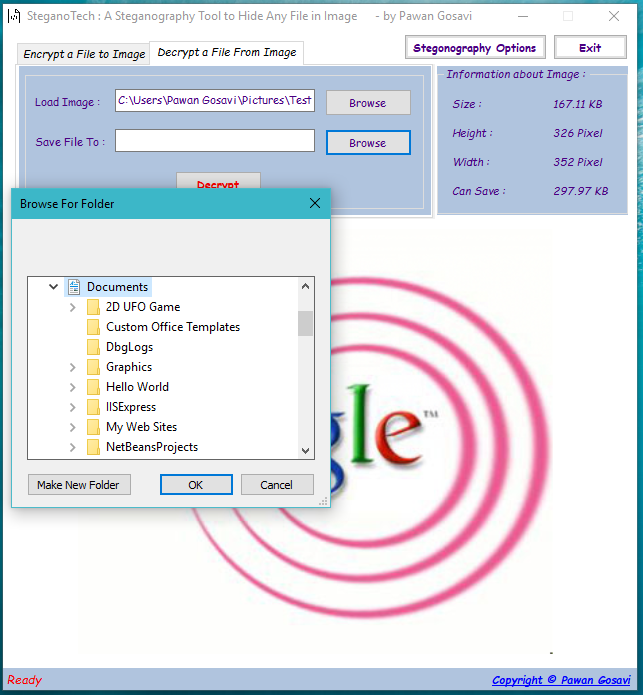 SteganoTech : A Steganography Tool to Hide Any File in Image - by Pawan Gosavi
Encrypt a File to Image
Decrypt a File From Image
Stegonography Options
Exit
Load Image :
C:\Users\Pawan Gosavi\Pictures\Test
Browse
Save File To :
Browse
Decrypt
Information about Image :
Size : 167.11 KB
Height : 326 Pixel
Width : 352 Pixel
Can Save : 297.97 KB
Browse For Folder
Documents
2D UFO Game
Custom Office Templates
DbgLogs
Graphics
Hello World
IISExpress
My Web Sites
NetBeansProjects
Make New Folder
OK
Cancel
gle™
Ready
Copyright © Pawan Gosavi